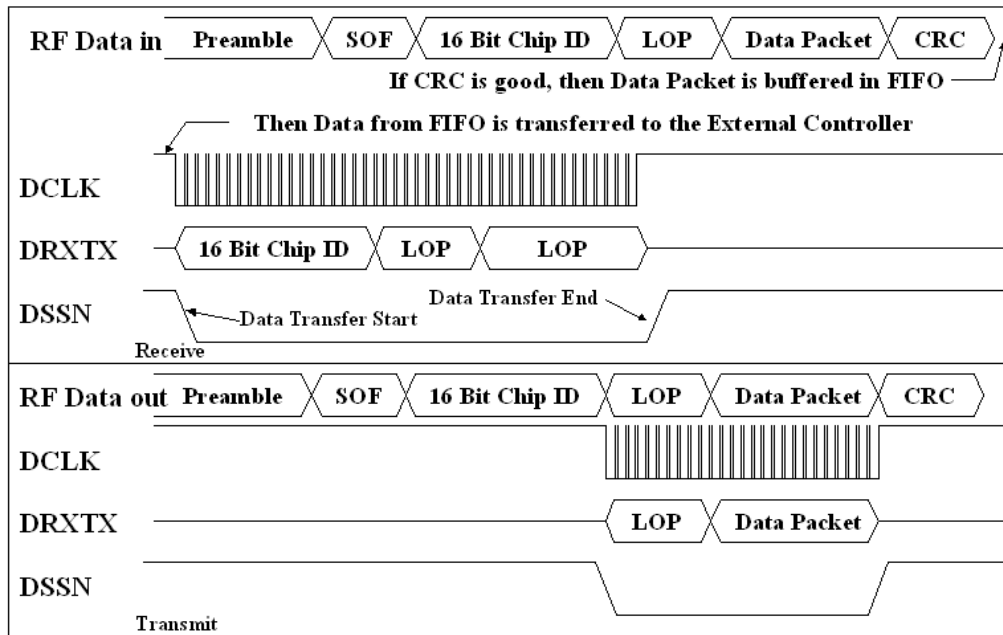 RF Data in Preamble SOF 16 Bit Chip ID LOP Data Packet CRC
If CRC is good, then Data Packet is buffered in FIFO
Then Data from FIFO is transferred to the External Controller
DCLK
DRXTX 16 Bit Chip ID LOP LOP
DSSN Data Transfer Start Data Transfer End
Receive
RF Data out Preamble SOF 16 Bit Chip ID LOP Data Packet CRC
DCLK
DRXTX LOP Data Packet
DSSN
Transmit